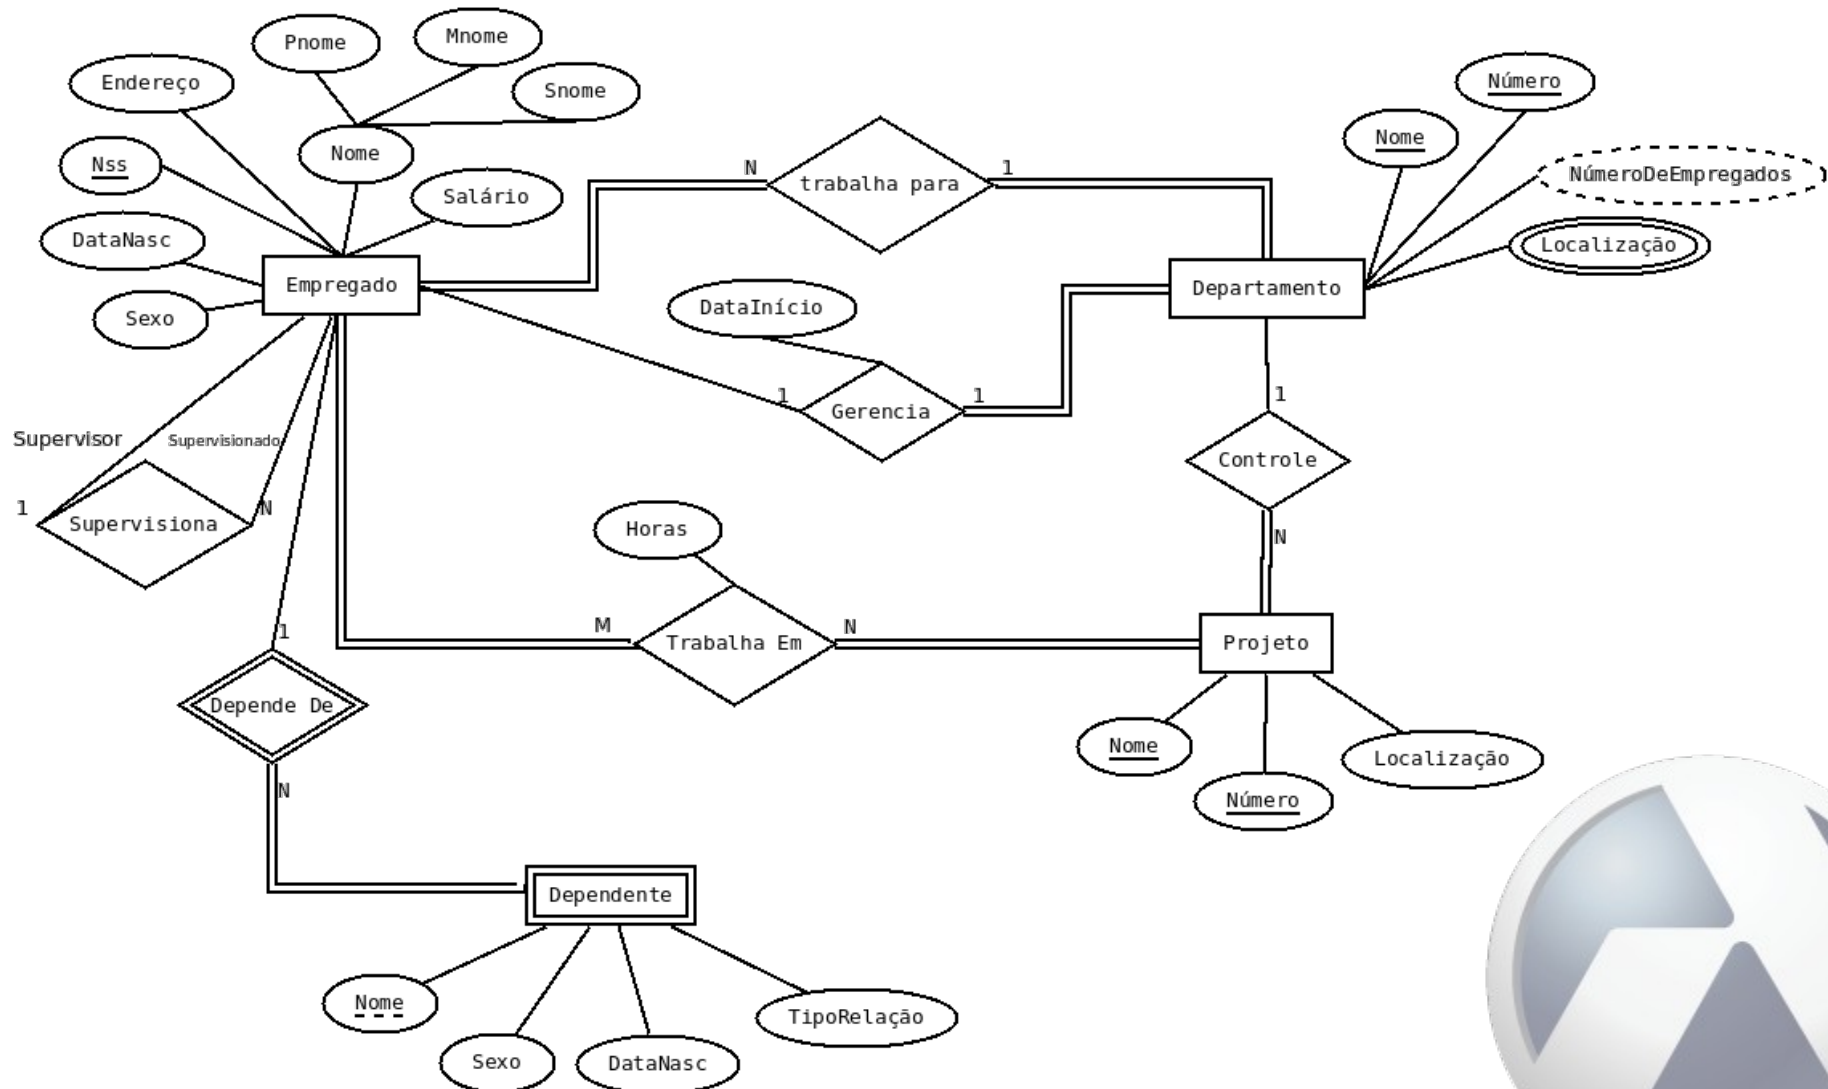 Pnome
Mnome
Endereço
Snome
Número
Nome
Nss
Nome
Salário
N
trabalha para
1
NúmeroDeEmpregados
DataNasc
Localização
Empregado
Departamento
Sexo
DataInício
1
Gerencia
1
1
Supervisor
Supervisionado
Controle
1
N
Supervisiona
Horas
N
1
M
Trabalha Em
N
Projeto
Depende De
Nome
Localização
N
Número
Dependente
Nome
TipoRelação
Sexo
DataNasc